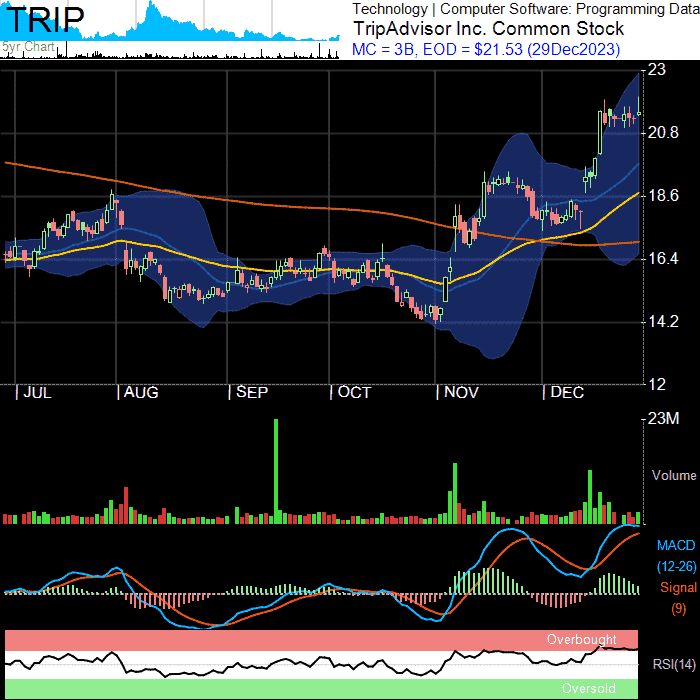 TRIP
5yr Chart
Technology | Computer Software: Programming Data
TripAdvisor Inc. Common Stock
MC = 3B, EOD = $21.53 (29Dec2023)
23
20.8
18.6
16.4
14.2
12
JUL AUG SEP OCT NOV DEC
23M
Volume
MACD
(12-26)
Signal
(9)
Overbought
RSI(14)
Oversold